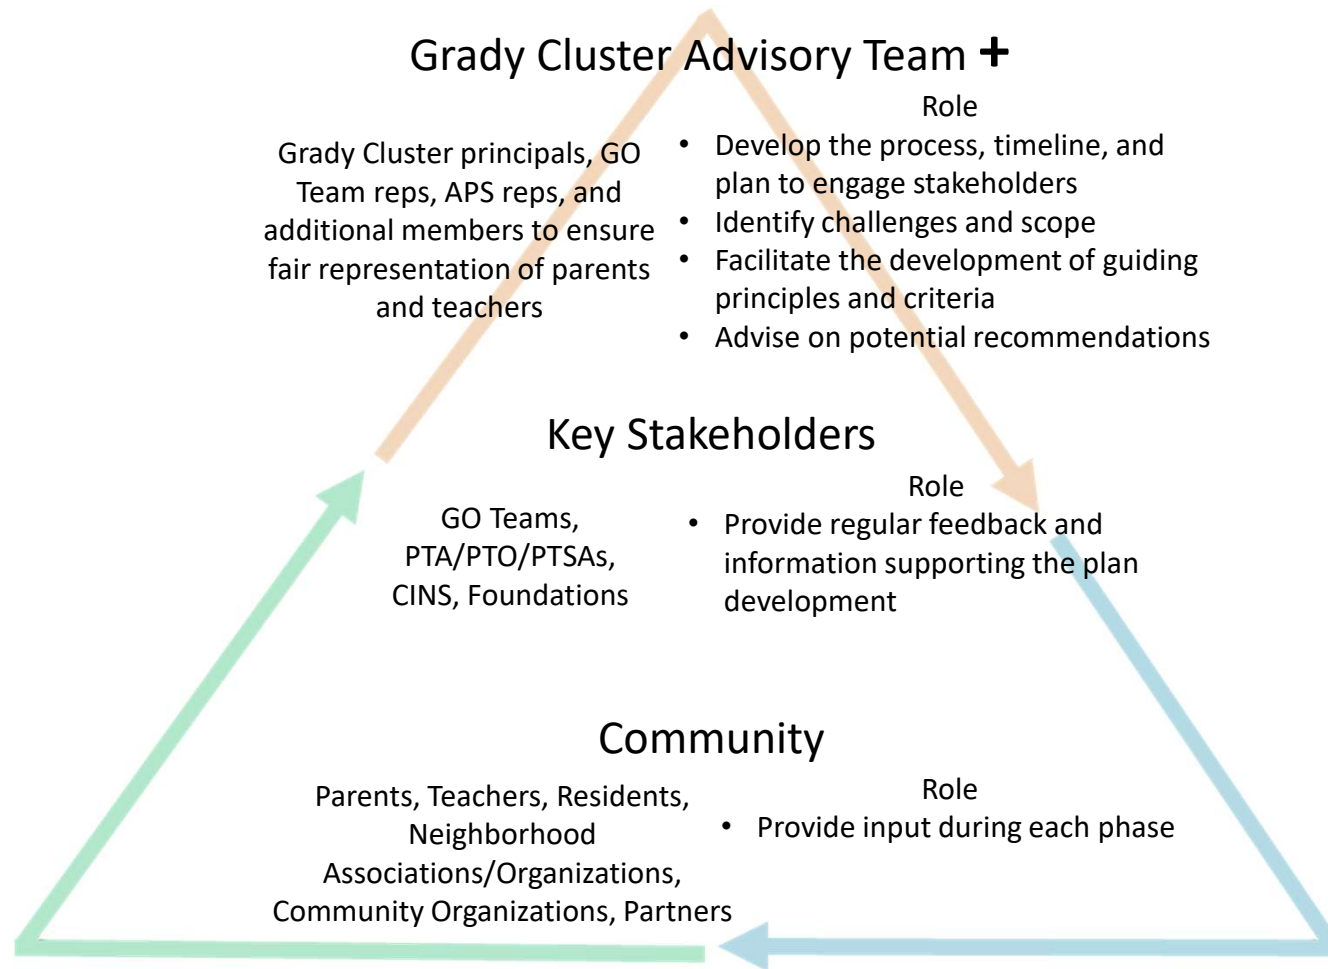 Grady Cluster Advisory Team +
Grady Cluster principals, GO
Team reps, APS reps, and
additional members to ensure
fair representation of parents
and teachers
Role
• Develop the process, timeline, and
plan to engage stakeholders
• Identify challenges and scope
• Facilitate the development of guiding
principles and criteria
• Advise on potential recommendations
Key Stakeholders
GO Teams,
PTA/PTO/PTSAs,
CINS, Foundations
Role
• Provide regular feedback and
information supporting the plan
development
Community
Parents, Teachers, Residents,
Neighborhood
Associations/Organizations,
Community Organizations, Partners
Role
• Provide input during each phase